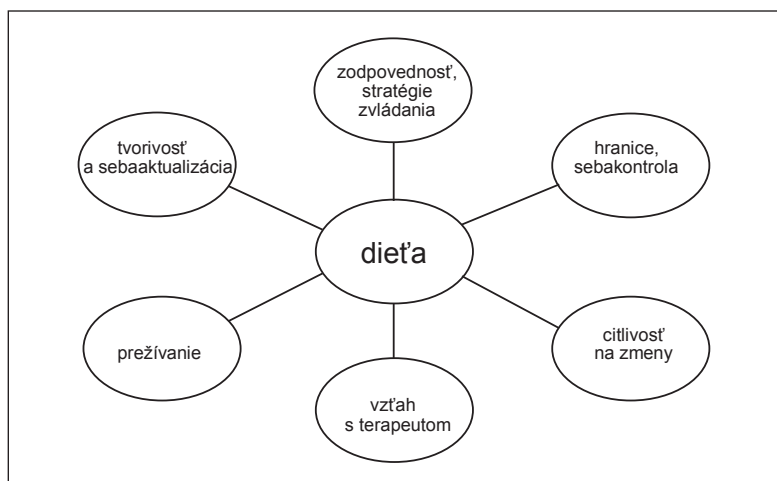 zodpovednosť,
stratégie
zvládania
tvorivosť
a sebaaktualizácia
hranice,
sebakontrola
dieťa
prežívanie
citlivosť
na zmeny
vzťah
s terapeutom